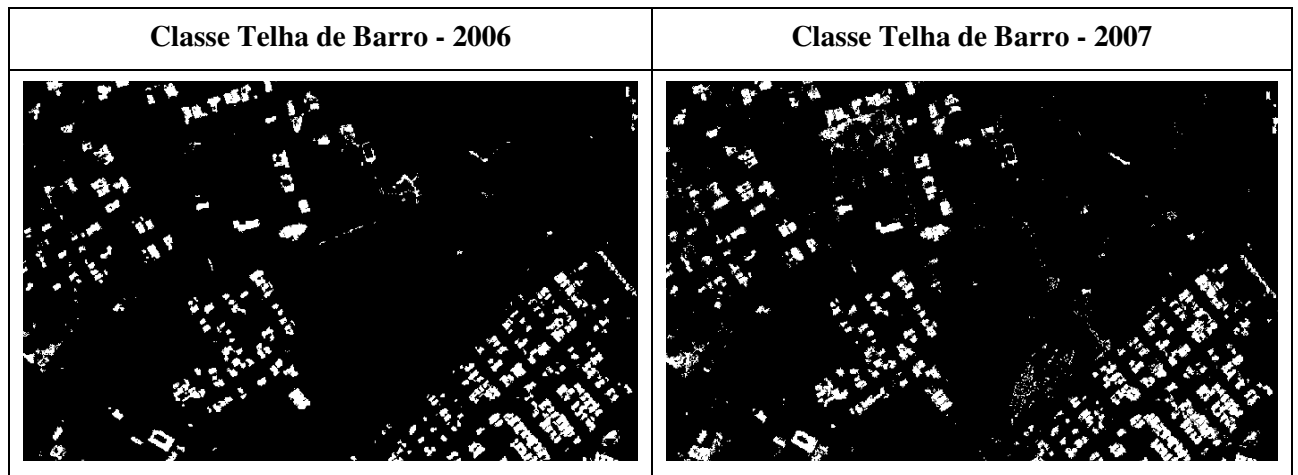 Classe Telha de Barro - 2006
Classe Telha de Barro - 2007